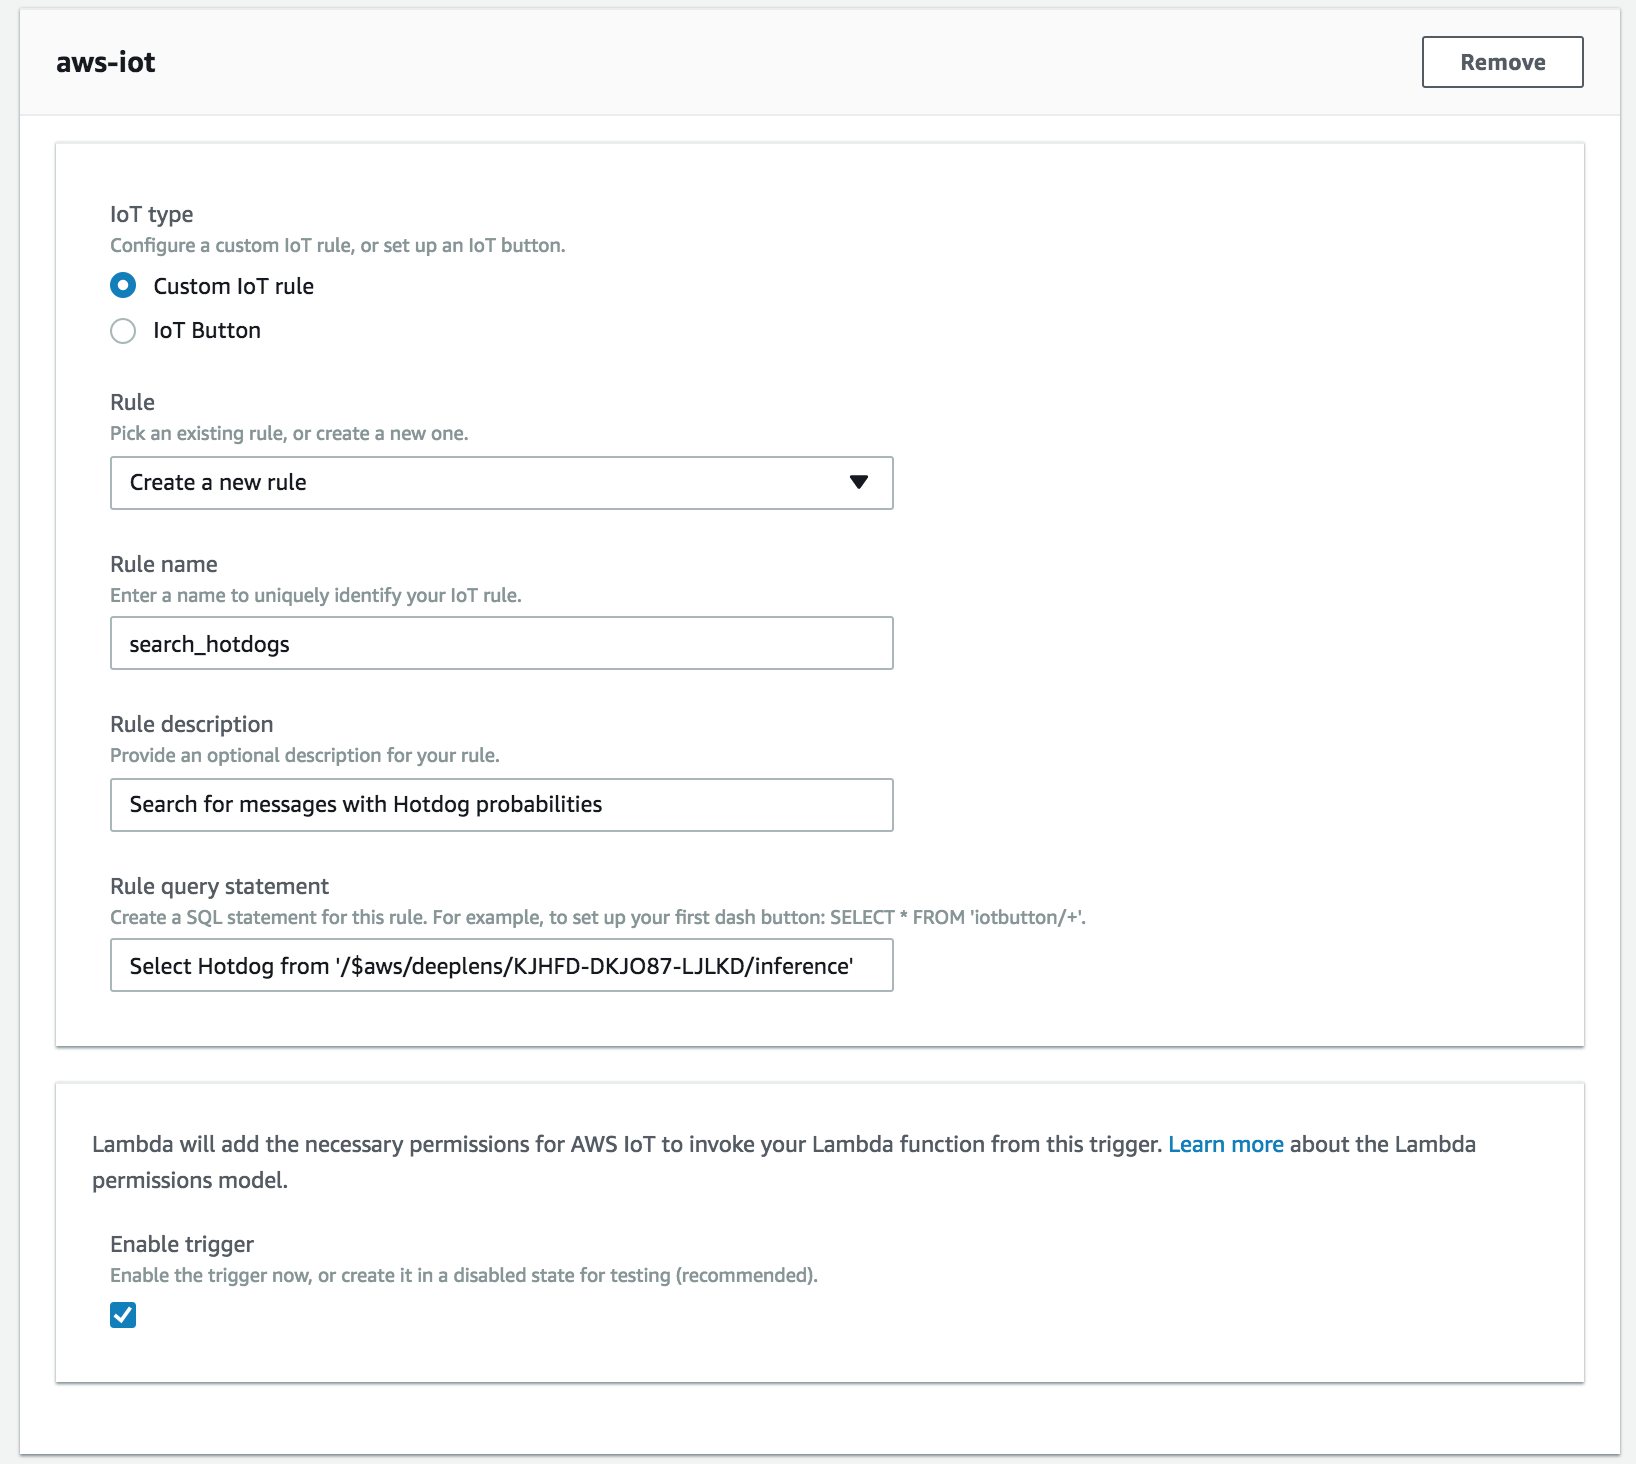 aws-iot
Remove
IoT type
Configure a custom IoT rule, or set up an IoT button.
Custom IoT rule
IoT Button
Rule
Pick an existing rule, or create a new one.
Create a new rule
Rule name
Enter a name to uniquely identify your IoT rule.
search_hotdogs
Rule description
Provide an optional description for your rule.
Search for messages with Hotdog probabilities
Rule query statement
Create a SQL statement for this rule. For example, to set up your first dash button: SELECT * FROM 'iotbutton/+'.
Select Hotdog from '/$aws/deeplens/KJHFD-DKJO87-LJLKD/inference'
Lambda will add the necessary permissions for AWS IoT to invoke your Lambda function from this trigger. Learn more about the Lambda
permissions model.
Enable trigger
Enable the trigger now, or create it in a disabled state for testing (recommended).